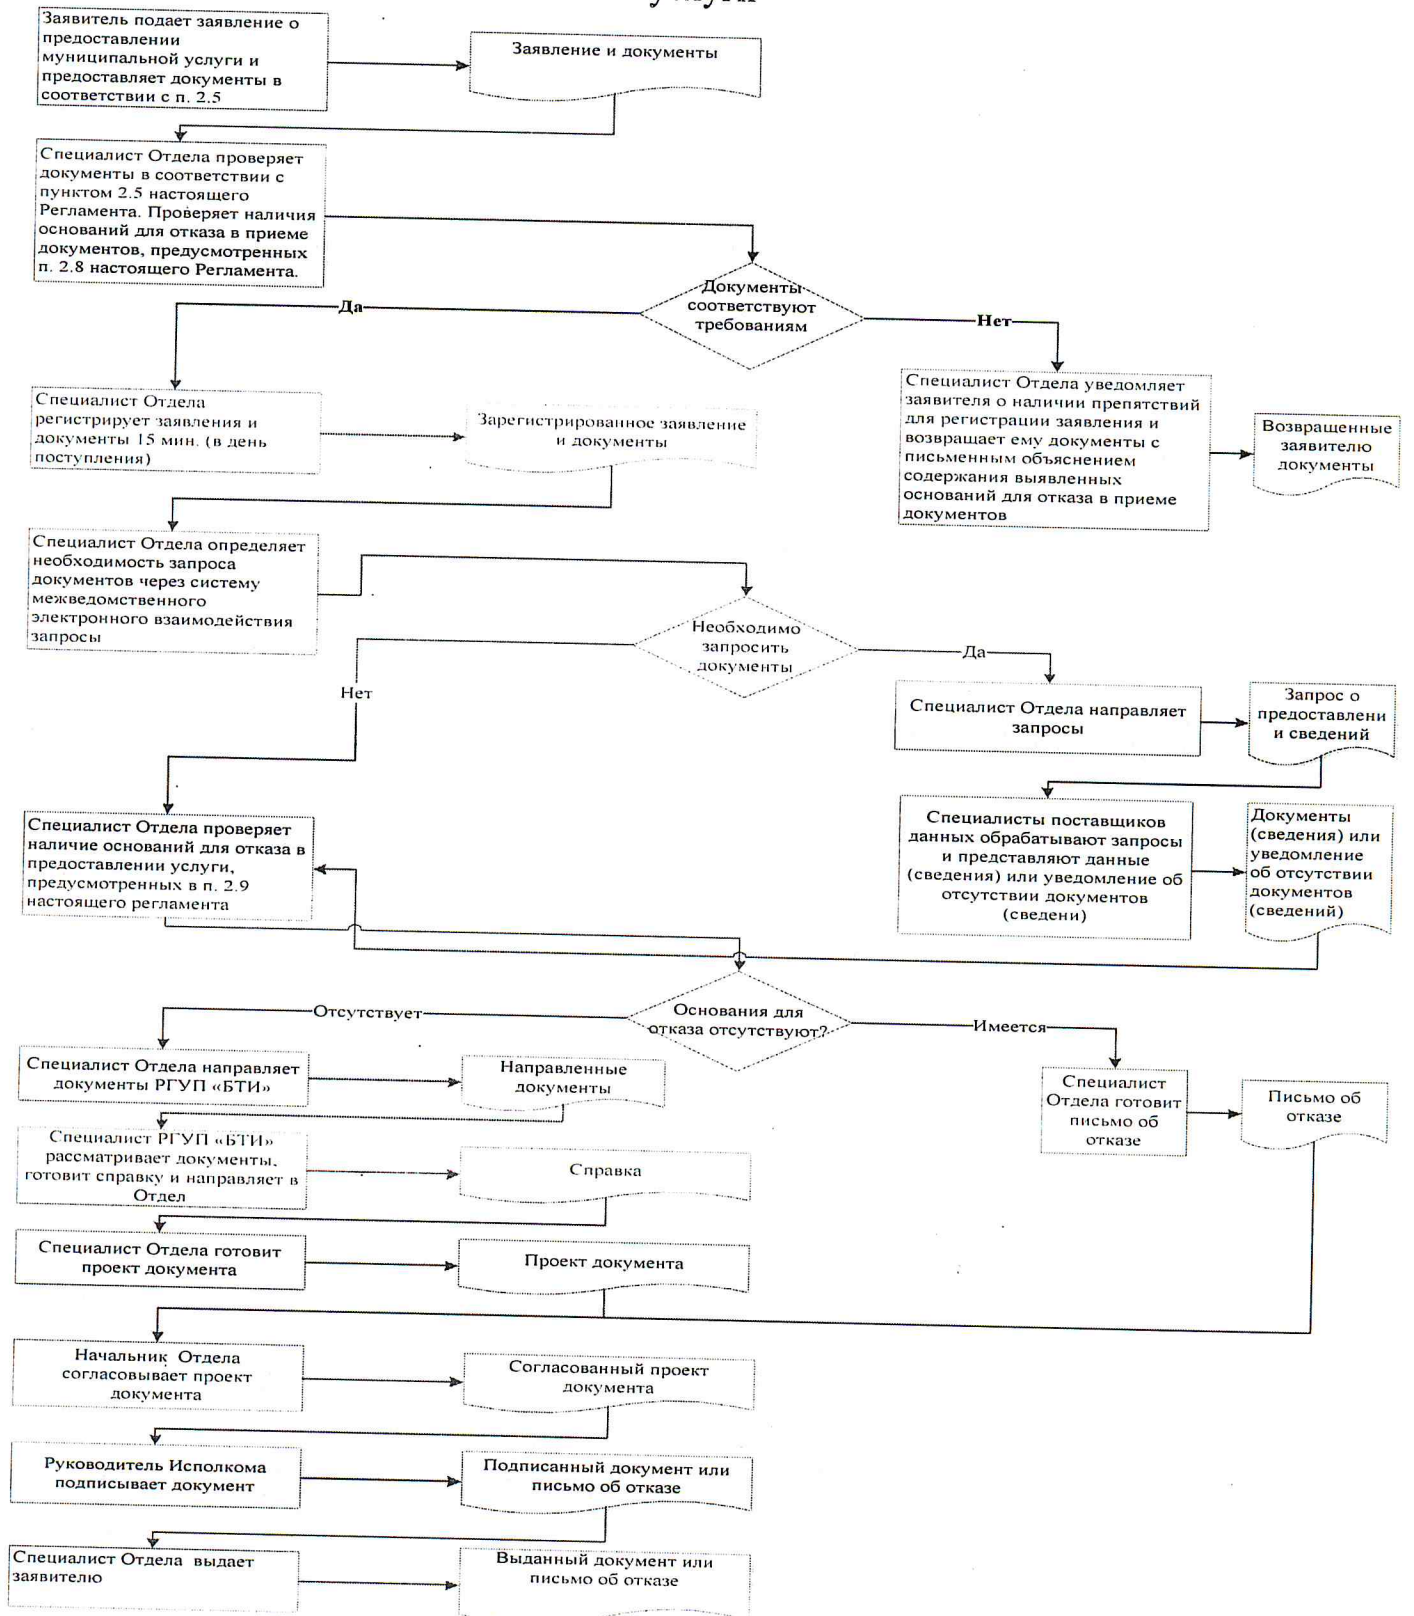 Заявитель подает заявление о
предоставлении
муниципальной услуги и
предоставляет документы в
соответствии с п. 2.5
Заявление и документы
Специалист Отдела проверяет
документы в соответствии с
пунктом 2.5 настоящего
Регламента. Проверяет наличия
оснований для отказа в приеме
документов, предусмотренных
п. 2.8 настоящего Регламента.
Документы
соответствуют
требованиям
Да
Нет
Специалист Отдела
регистрирует заявления и
документы 15 мин. (в день
поступления)
Зарегистрированное заявление
и документы
Специалист Отдела уведомляет
заявителя о наличии препятствий
для регистрации заявления и
возвращает ему документы с
письменным объяснением
содержания выявленных
оснований для отказа в приеме
документов
Возвращенные
заявителю
документы
Специалист Отдела определяет
необходимость запроса
документов через систему
межведомственного
электронного взаимодействия
запросы
Необходимо
запросить
документы
Да
Нет
Специалист Отдела направляет
запросы
Запрос о
предоставлени
и сведений
Специалист Отдела проверяет
наличие оснований для отказа в
предоставлении услуги,
предусмотренных в п. 2.9
настоящего регламента
Специалисты поставщиков
данных обрабатывают запросы
и представляют данные
(сведения) или уведомление об
отсутствии документов
(сведени)
Документы
(сведения) или
уведомление
об отсутствии
документов
(сведений)
Основания для
отказа отсутствуют?
Отсутствует
Имеется
Специалист Отдела направляет
документы РГУП «БТИ»
Направленные
документы
Специалист
Отдела готовит
письмо об
отказе
Письмо об
отказе
Специалист РГУП «БТИ»
рассматривает документы,
готовит справку и направляет в
Отдел
Справка
Специалист Отдела готовит
проект документа
Проект документа
Начальник Отдела
согласовывает проект
документа
Согласованный проект
документа
Руководитель Исполкома
подписывает документ
Подписанный документ или
письмо об отказе
Специалист Отдела выдает
заявителю
Выданный документ или
письмо об отказе